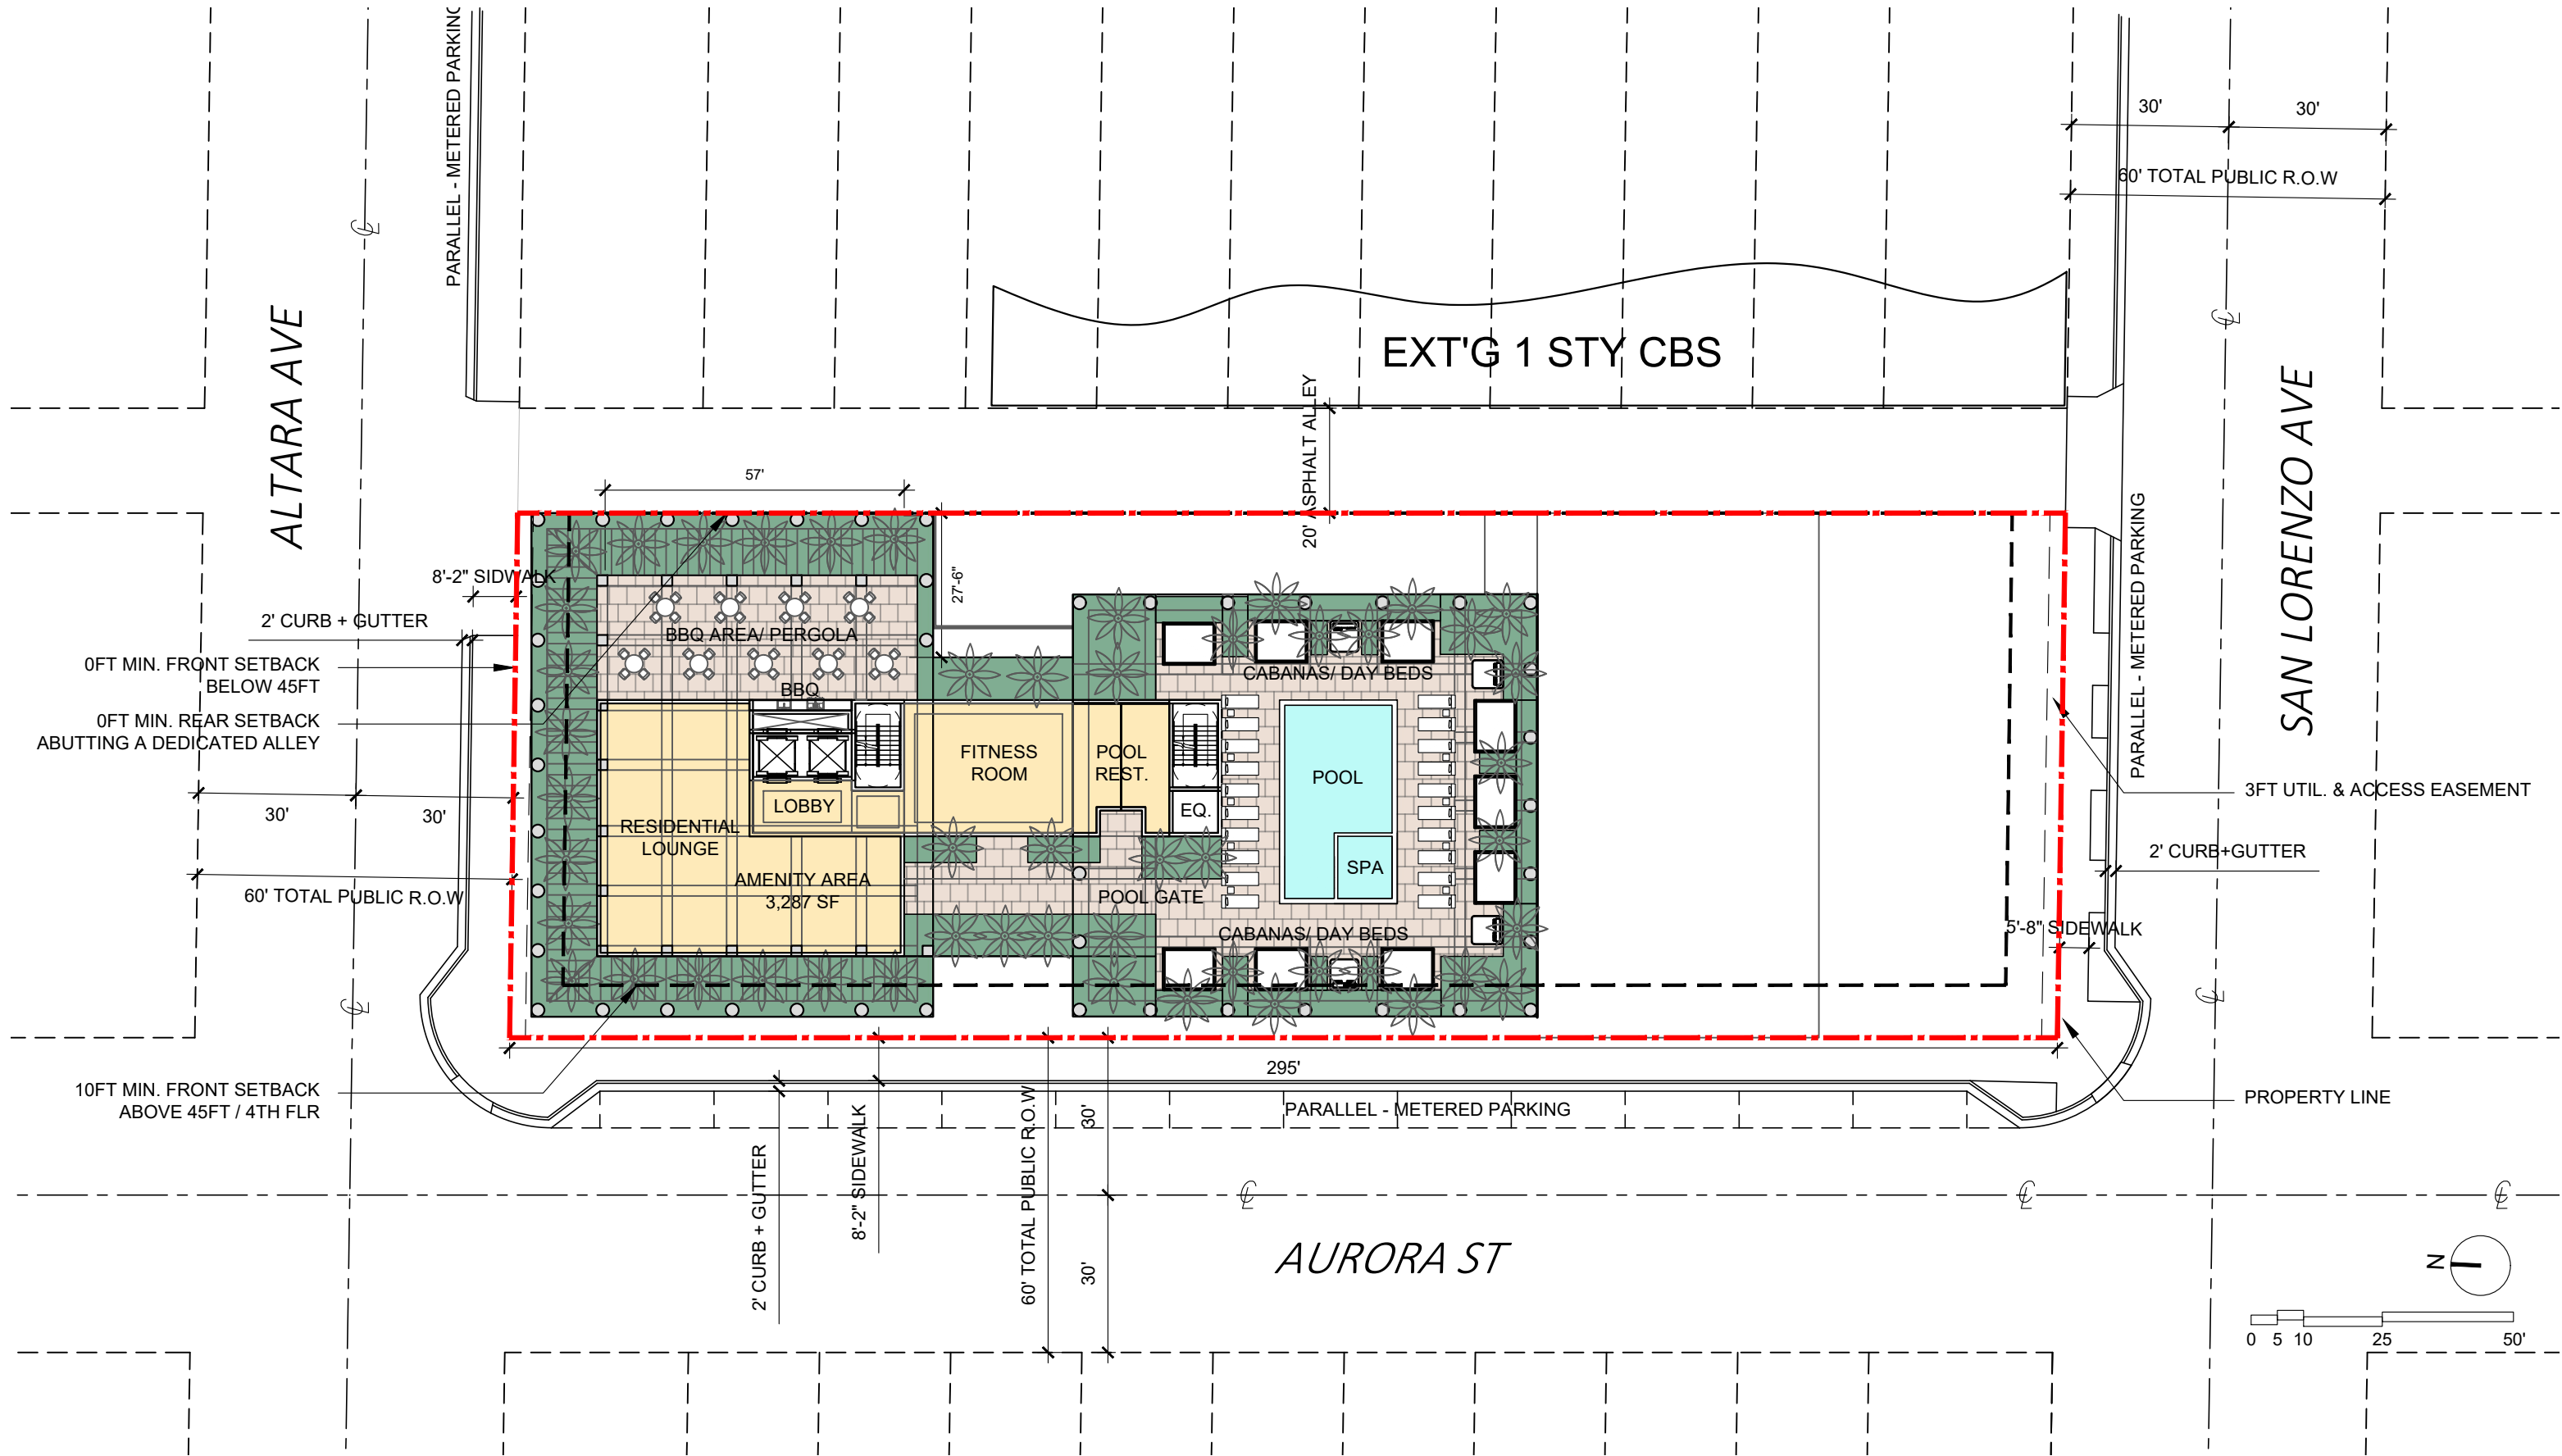 PARALLEL - METERED PARKING
30'
30'
60' TOTAL PUBLIC R.O.W
ALTARA AVE
EXT'G 1 STY CBS
SAN LORENZO AVE
20' ASPHALT ALLEY
57'
27'-6"
8'-2" SIDWALK
2' CURB + GUTTER
0FT MIN. FRONT SETBACK
BELOW 45FT
0FT MIN. REAR SETBACK
ABUTTING A DEDICATED ALLEY
30'
30'
60' TOTAL PUBLIC R.O.W
BBQ AREA/ PERGOLA
BBQ
CABANAS/ DAY BEDS
FITNESS
ROOM
POOL
REST.
POOL
LOBBY
EQ.
RESIDENTIAL
LOUNGE
SPA
AMENITY AREA
3,287 SF
POOL GATE
CABANAS/ DAY BEDS
PARALLEL - METERED PARKING
3FT UTIL. & ACCESS EASEMENT
2' CURB+GUTTER
5'-8" SIDEWALK
10FT MIN. FRONT SETBACK
ABOVE 45FT / 4TH FLR
295'
PROPERTY LINE
PARALLEL - METERED PARKING
2' CURB + GUTTER
8'-2" SIDEWALK
60' TOTAL PUBLIC R.O.W
30'
30'
AURORA ST
N
0 5 10 25 50'